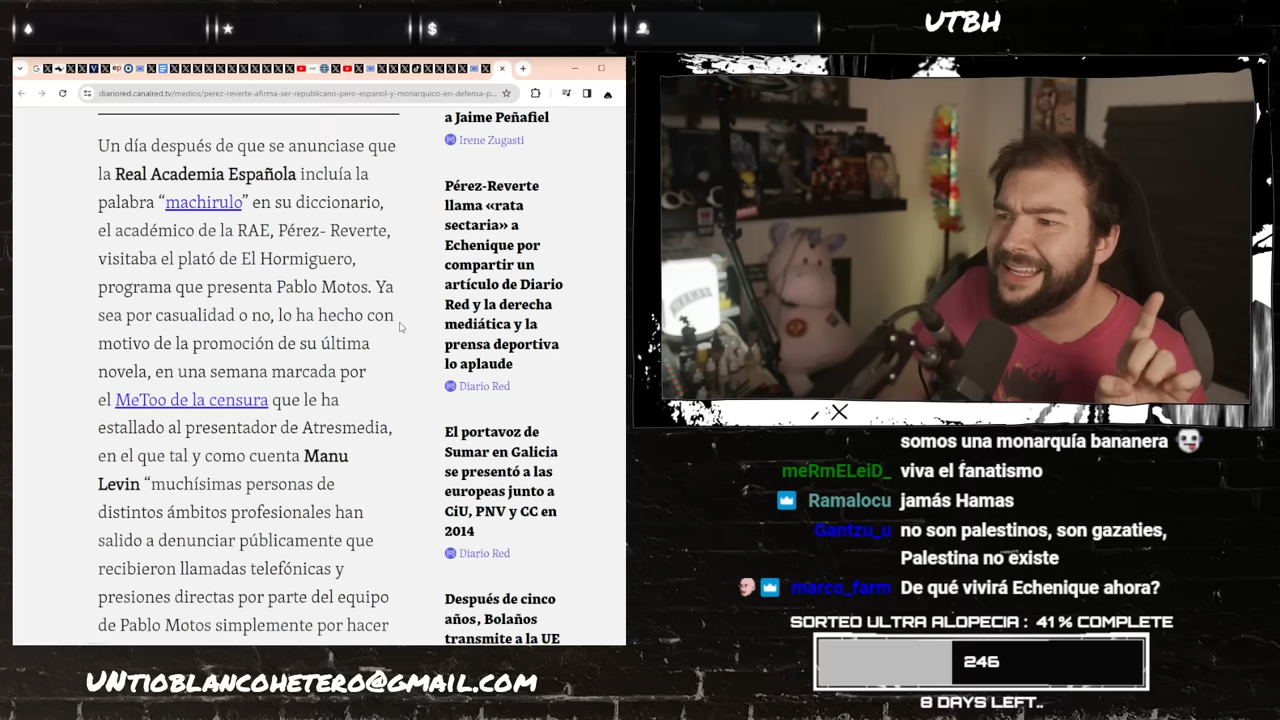 UTBH
$
diariored.canalred.tv/medios/perez-reverte-afirma-ser-republicano-pero-espanol-y-monarquico-en-defensa-p...
Un día después de que se anunciase que
la Real Academia Española incluía la
palabra “machirulo” en su diccionario,
el académico de la RAE, Pérez- Reverte,
visitaba el plató de El Hormiguero,
programa que presenta Pablo Motos. Ya
sea por casualidad o no, lo ha hecho con
motivo de la promoción de su última
novela, en una semana marcada por
el MeToo de la censura que le ha
estallado al presentador de Atresmedia,
en el que tal y como cuenta Manu
Levin “muchísimas personas de
distintos ámbitos profesionales han
salido a denunciar públicamente que
recibieron llamadas telefónicas y
presiones directas por parte del equipo
de Pablo Motos simplemente por hacer
a Jaime Peñafiel
Irene Zugasti
Pérez-Reverte
llama «rata
sectaria» a
Echenique por
compartir un
artículo de Diario
Red y la derecha
mediática y la
prensa deportiva
lo aplaude
Diario Red
El portavoz de
Sumar en Galicia
se presentó a las
europeas junto a
CiU, PNV y CC en
2014
Diario Red
Después de cinco
años, Bolaños
transmite a la UE
somos una monarquía bananera
meRmELeiD_ viva el fanatismo
Ramalocu jamás Hamas
Gantzu_u no son palestinos, son gazaties,
Palestina no existe
marco_farm De qué vivirá Echenique ahora?
SORTEO ULTRA ALOPECIA : 41% COMPLETE
246
8 DAYS LEFT..
UNTIOBLANCOHETERO@GMAIL.COM